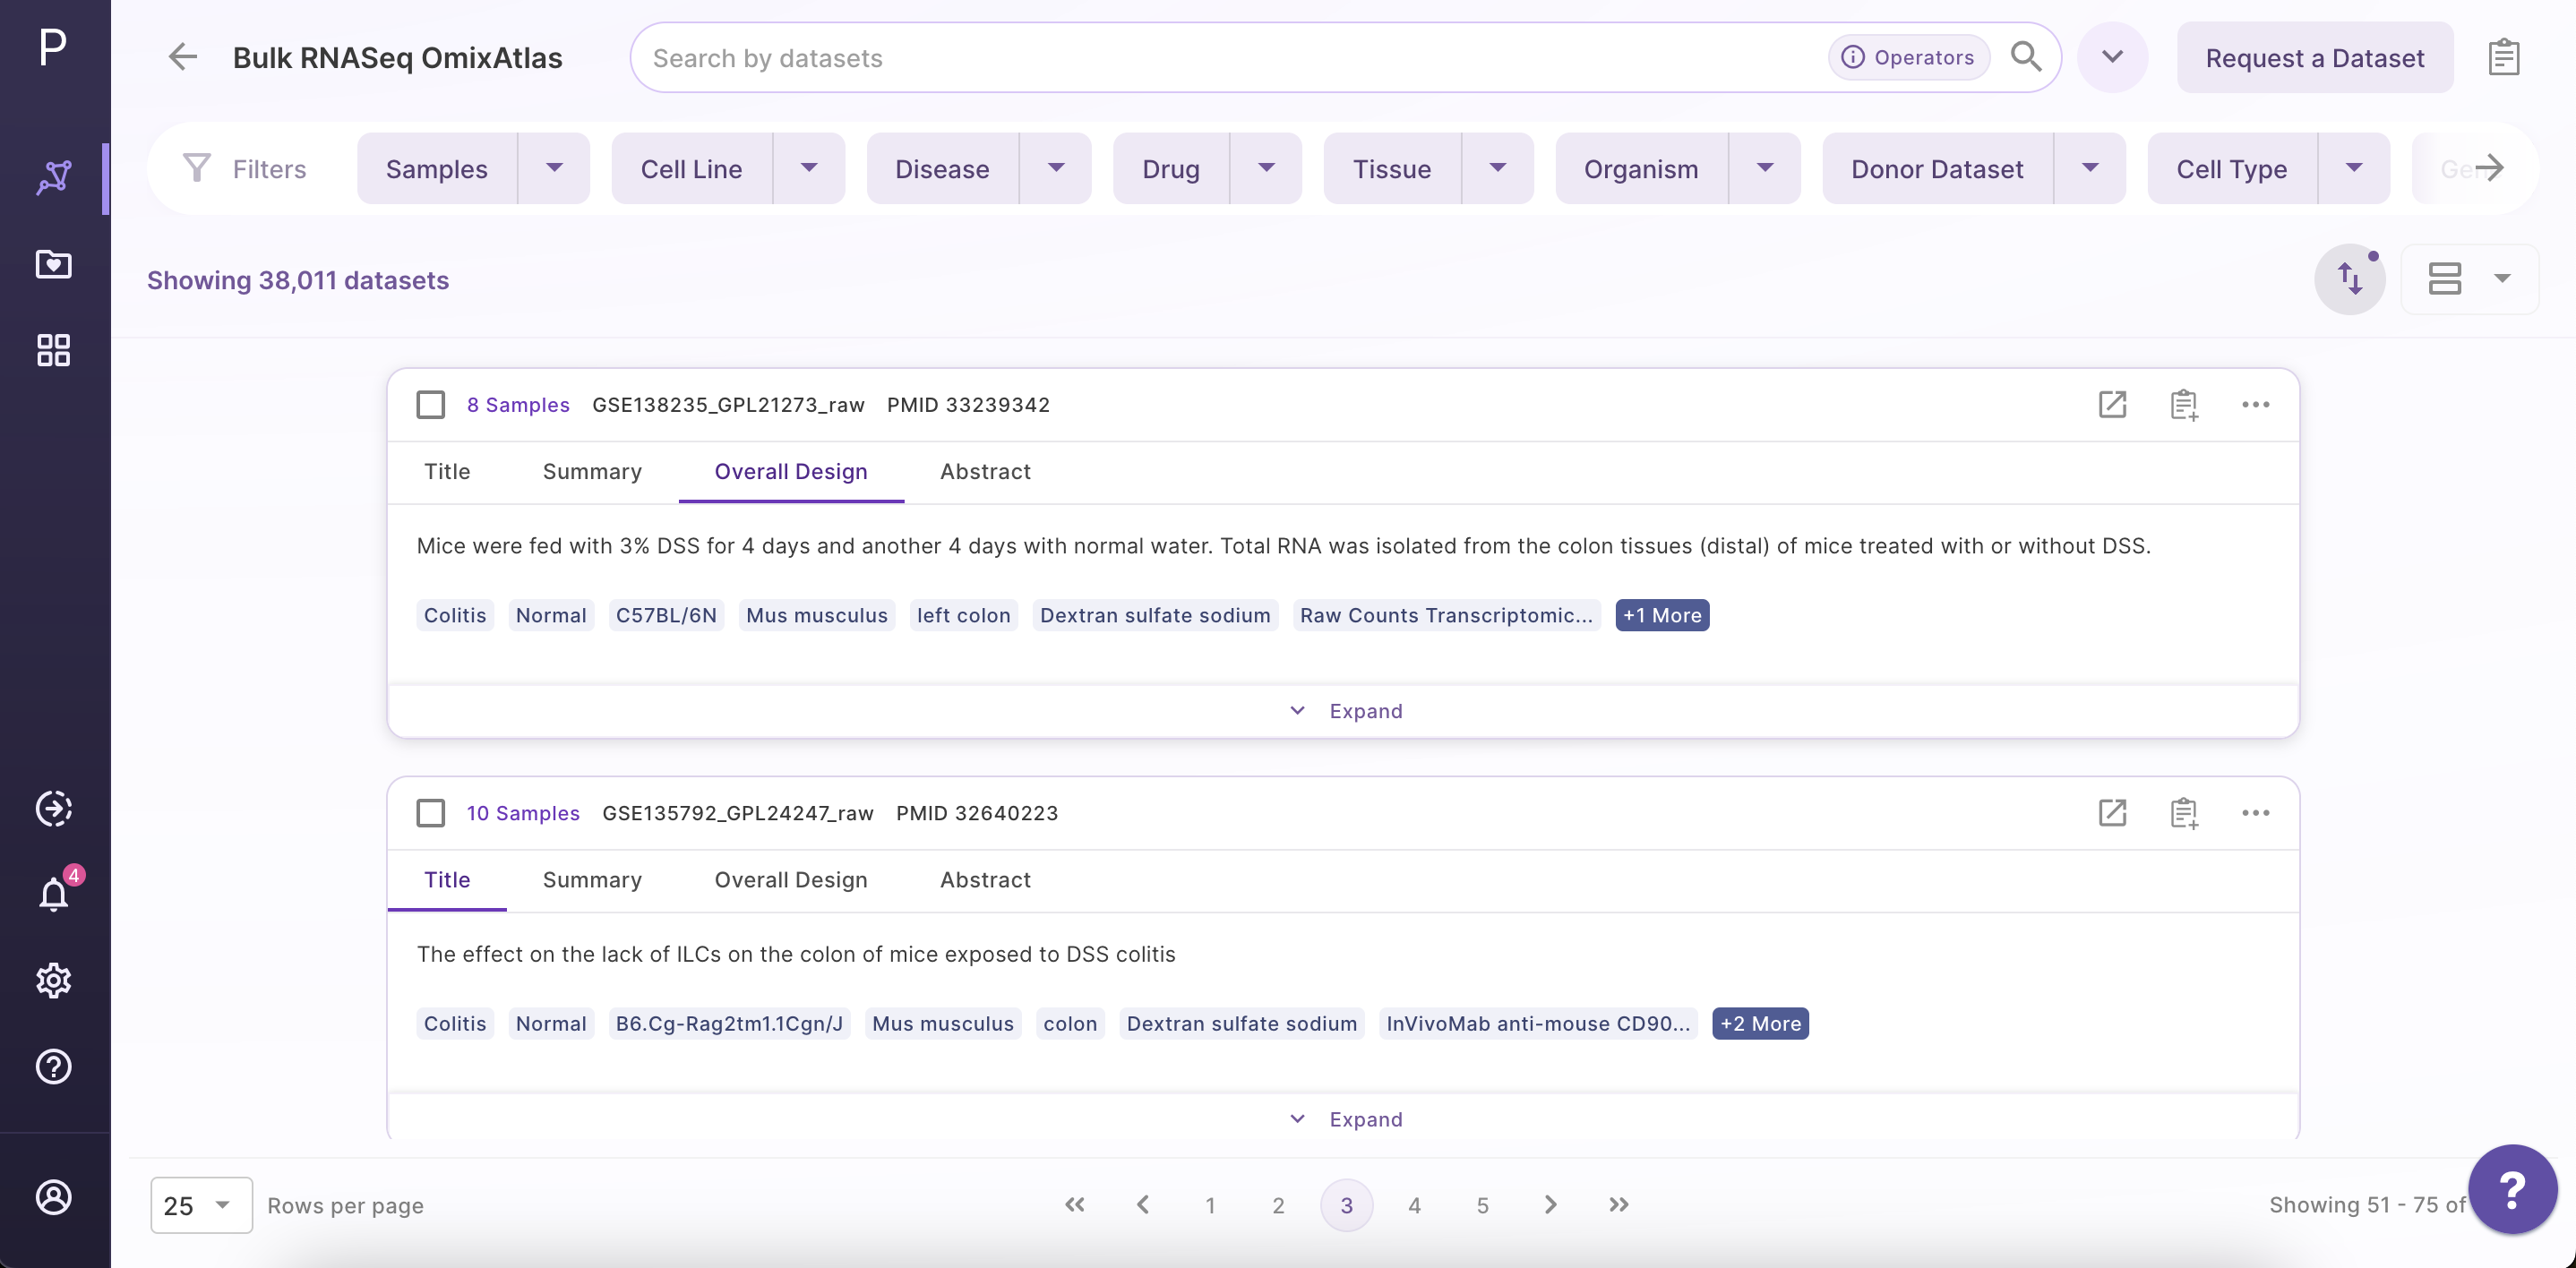 P
Bulk RNASeq OmixAtlas
Search by datasets
Operators
Request a Dataset
Filters
Samples
Cell Line
Disease
Drug
Tissue
Organism
Donor Dataset
Cell Type
Showing 38,011 datasets
8 Samples GSE138235_GPL21273_raw PMID 33239342
Title Summary Overall Design Abstract
Mice were fed with 3% DSS for 4 days and another 4 days with normal water. Total RNA was isolated from the colon tissues (distal) of mice treated with or without DSS.
Colitis Normal C57BL/6N Mus musculus left colon Dextran sulfate sodium Raw Counts Transcriptomic... +1 More
Expand
10 Samples GSE135792_GPL24247_raw PMID 32640223
Title Summary Overall Design Abstract
The effect on the lack of ILCs on the colon of mice exposed to DSS colitis
Colitis Normal B6.Cg-Rag2tm1.1Cgn/J Mus musculus colon Dextran sulfate sodium InVivoMab anti-mouse CD90... +2 More
Expand
4
25 Rows per page
1 2 3 4 5
Showing 51 - 75 of
?